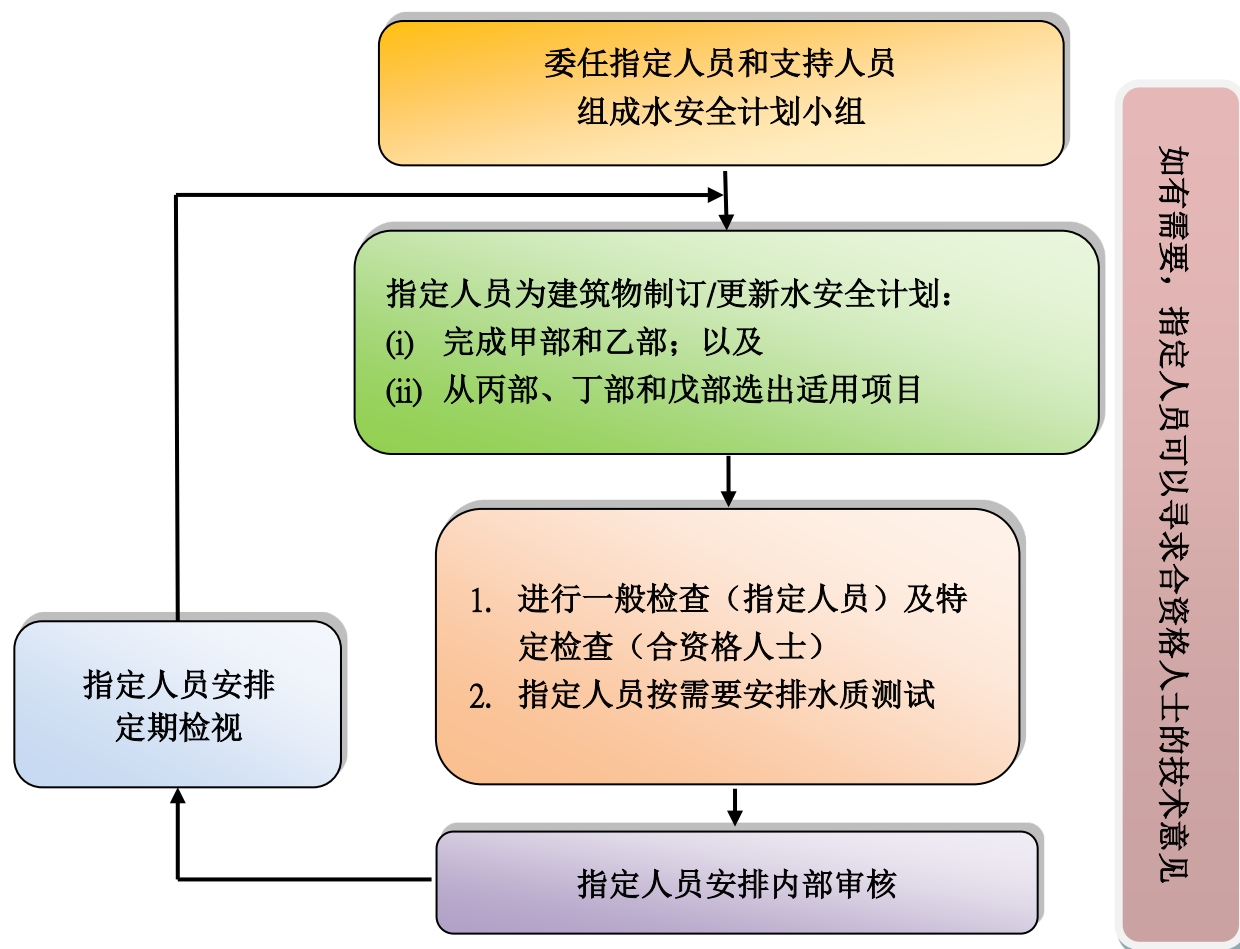 委任指定人员和支持人员
组成水安全计划小组
指定人员为建筑物制订/更新水安全计划：
(i) 完成甲部和乙部；以及
(ii) 从丙部、丁部和戊部选出适用项目
1. 进行一般检查（指定人员）及特
定检查（合资格人士）
2. 指定人员按需要安排水质测试
指定人员安排
定期检视
指定人员安排内部审核
如有需要，指定人员可以寻求合资格人士的技术意见